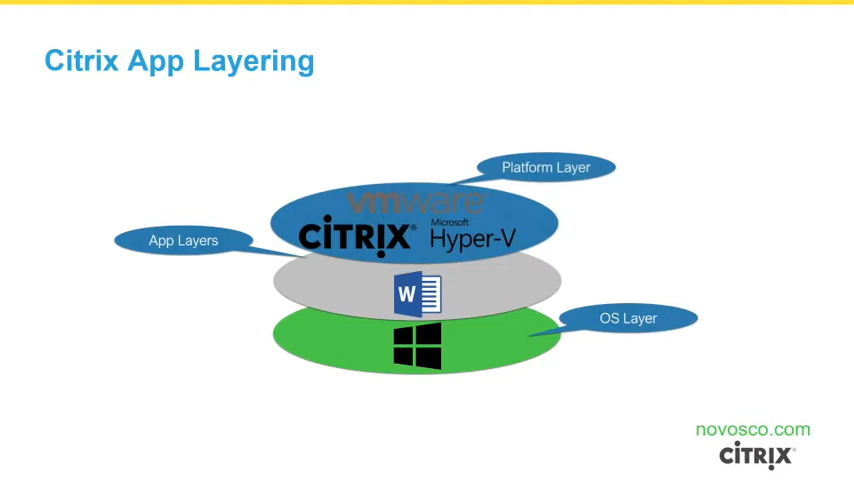 Citrix App Layering
Platform Layer
vmware
CITRIX® Microsoft Hyper-V
App Layers
W
OS Layer
novosco.com
CITRIX®